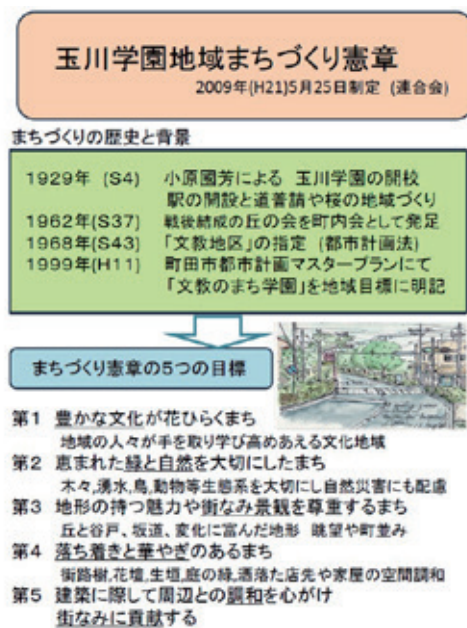 玉川学園地域まちづくり憲章
2009年(H21)5月25日制定 (連合会)
まちづくりの歴史と背景
1929年 (S4) 小原國芳による 玉川学園の開校
駅の開設と道普請や桜の地域づくり
1962年(S37) 戦後結成の丘の会を町内会として発足
1968年(S43) 「文教地区」の指定 (都市計画法)
1999年(H11) 町田市都市計画マスタープランにて
「文教のまち学園」を地域目標に明記
まちづくり憲章の5つの目標
第1 豊かな文化が花ひらくまち
地域の人々が手を取り学び高めあえる文化地域
第2 恵まれた緑と自然を大切にしたまち
木々,湧水,鳥,動物等生態系を大切にし自然災害にも配慮
第3 地形の持つ魅力や街なみ景観を尊重するまち
丘と谷戸、坂道、変化に富んだ地形 眺望や町並み
第4 落ち着きと華やぎのあるまち
街路樹,花壇,生垣,庭の緑,洒落た店先や家屋の空間調和
第5 建築に際して周辺との調和を心がけ
街なみに貢献する